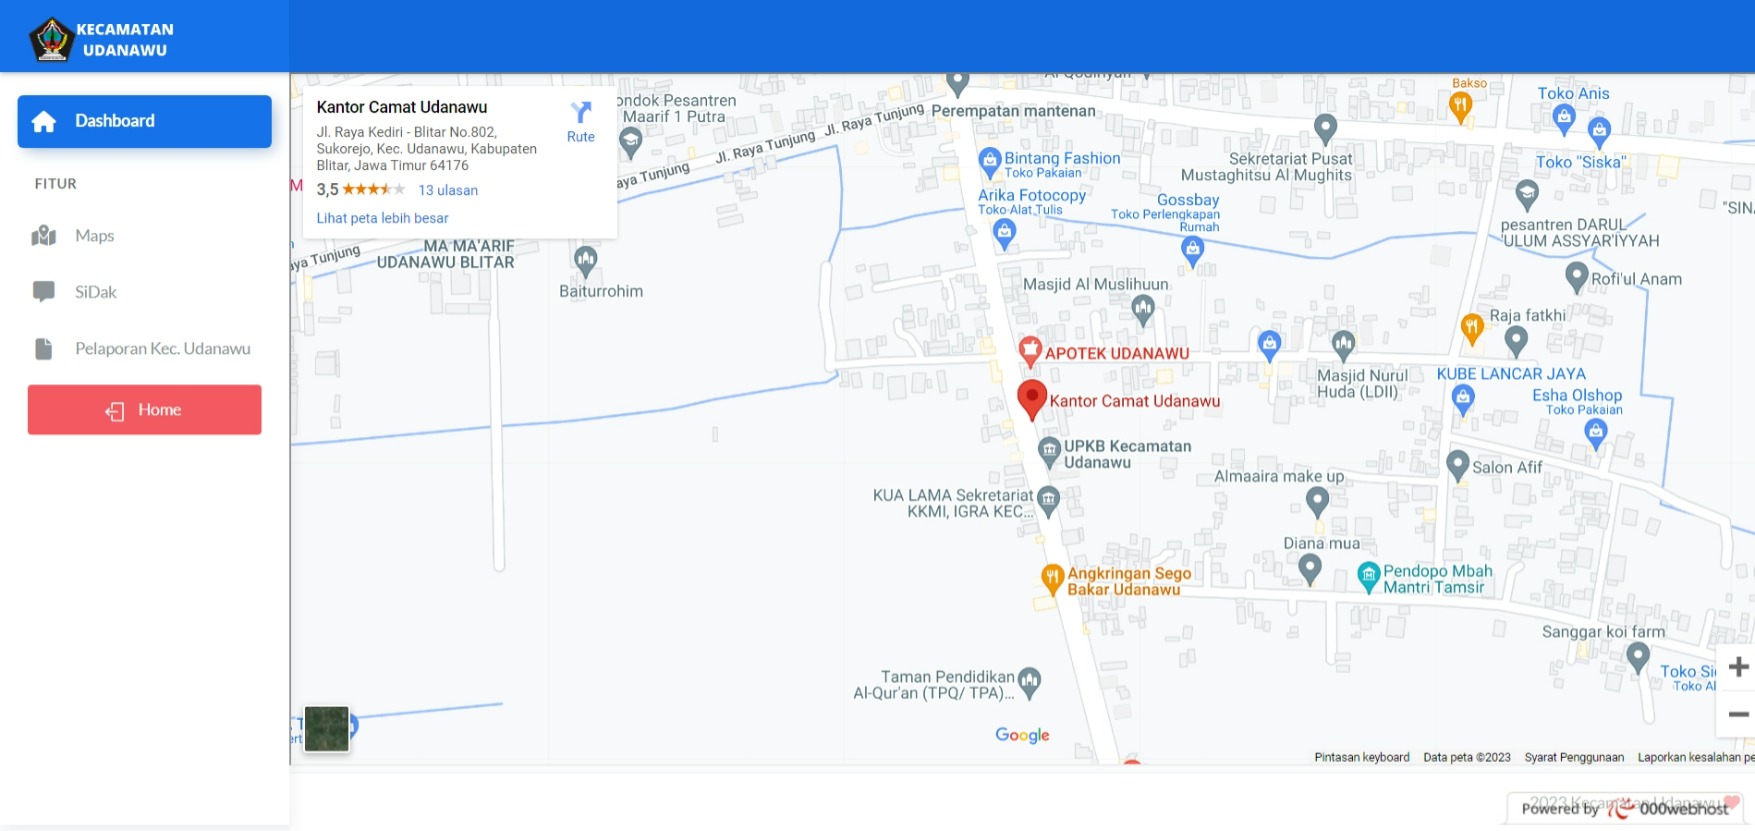 KECAMATAN
UDANAWU
Dashboard
FITUR
Maps
SiDak
Pelaporan Kec. Udanawu
Home
Kantor Camat Udanawu
Jl. Raya Kediri - Blitar No.802,
Sukorejo, Kec. Udanawu, Kabupaten
Blitar, Jawa Timur 64176
3,5
13 ulasan
Lihat peta lebih besar
Rute
ondok Pesantren
Maarif 1 Putra
Jl. Raya Tunjung
Jl. Raya Tunjung
aya Tunjung
M
aya Tunjung
MA MA'ARIF
UDANAWU BLITAR
Baiturrohim
Perempatan mantenan
Bintang Fashion
Toko Pakaian
Arika Fotocopy
Toko Alat Tulis
Gossbay
Toko Perlengkapan
Rumah
Sekretariat Pusat
Mustaghitsu Al Mughits
Bakso
Toko Anis
Toko "Siska"
pesantren DARUL
'ULUM ASSYAR'IYYAH
"SIN
Rofi'ul Anam
Masjid Al Muslihuun
Raja fatkhi
APOTEK UDANAWU
Kantor Camat Udanawu
Masjid Nurul
Huda (LDII)
KUBE LANCAR JAYA
Esha Olshop
Toko Pakaian
UPKB Kecamatan
Udanawu
KUA LAMA Sekretariat
KKMI, IGRA KEC...
Almaaira make up
Salon Afif
Diana mua
Angkringan Sego
Bakar Udanawu
Pendopo Mbah
Mantri Tamsir
Sanggar koi farm
Taman Pendidikan
Al-Qur'an (TPQ/ TPA)...
Toko Si
Toko Al
Google
Pintasan keyboard
Data peta ©2023
Syarat Penggunaan
Laporkan kesalahan pe
2023 Kecamatan Udanawu
Powered by 000webhost